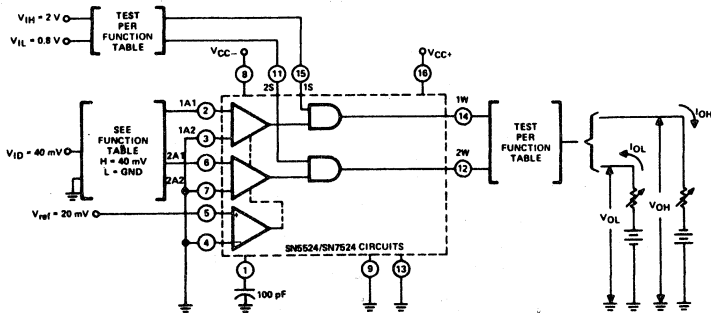 VIH = 2 V
VIL = 0.8 V
TEST
PER
FUNCTION
TABLE
VCC−
8
11
15
2S
1S
VCC+
16
VID = 40 mV
SEE
FUNCTION
TABLE
H = 40 mV
L = GND
1A1
2
1A2
3
2A1
6
2A2
7
Vref = 20 mV
5
+
4
−
SN5524/SN7524 CIRCUITS
1W
14
2W
12
TEST
PER
FUNCTION
TABLE
IOH
IOL
VOL
VOH
1
100 pF
9
13